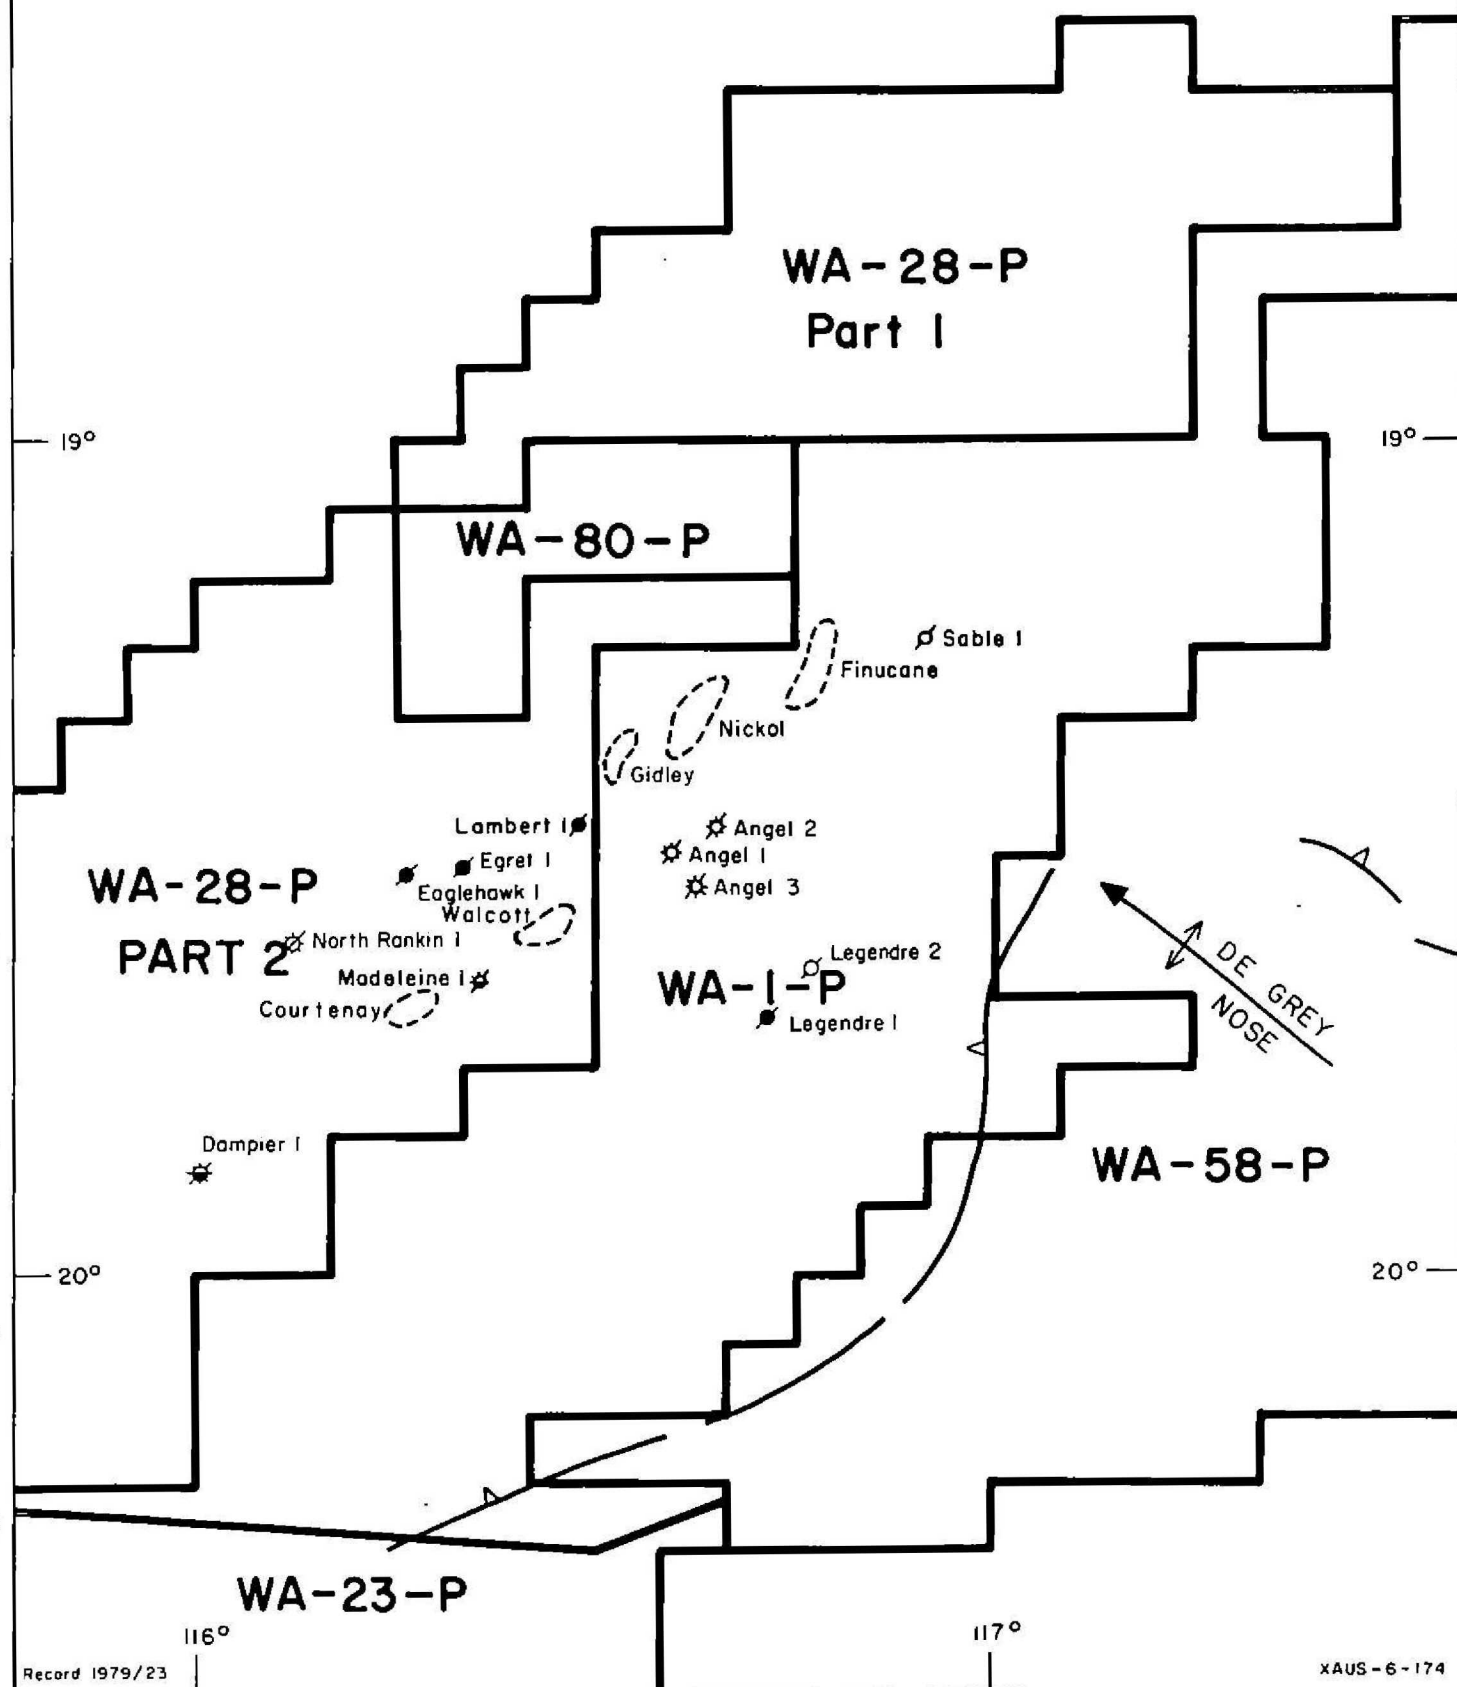 WA-28-P
Part 1
19°
19°
WA-80-P
Sable 1
Finucane
Nickol
Gidley
Lambert 1
Angel 2
Angel 1
Egret 1
Angel 3
Eaglehawk 1
WA-28-P
PART 2
Walcott
North Rankin 1
Legendre 2
Madeleine 1
WA-1-P
Courtenay
Legendre 1
DE GREY
NOSE
Dampier 1
WA-58-P
20°
20°
WA-23-P
116°
117°
Record 1979/23
XAUS-6-174